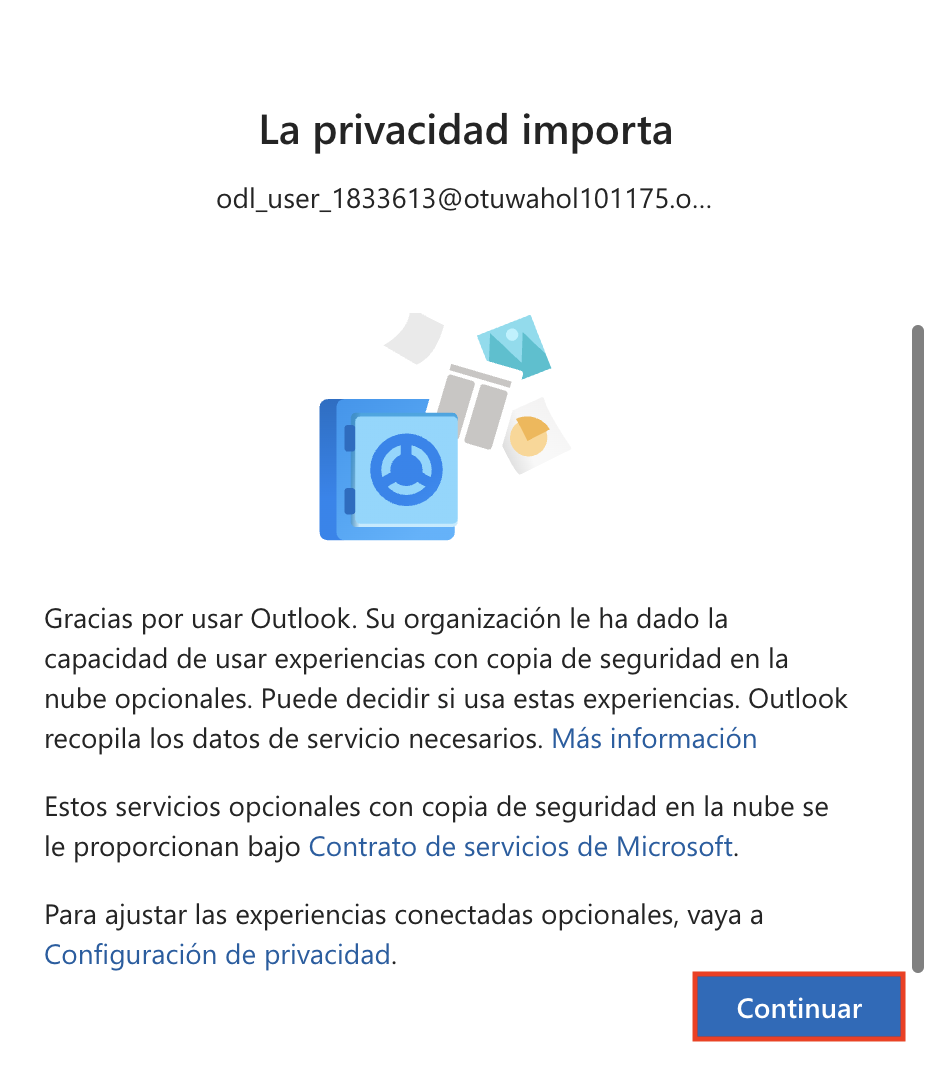 La privacidad importa
odl_user_1833613@otuwahol101175.o...
Gracias por usar Outlook. Su organización le ha dado la
capacidad de usar experiencias con copia de seguridad en la
nube opcionales. Puede decidir si usa estas experiencias. Outlook
recopila los datos de servicio necesarios. Más información
Estos servicios opcionales con copia de seguridad en la nube se
le proporcionan bajo Contrato de servicios de Microsoft.
Para ajustar las experiencias conectadas opcionales, vaya a
Configuración de privacidad.
Continuar